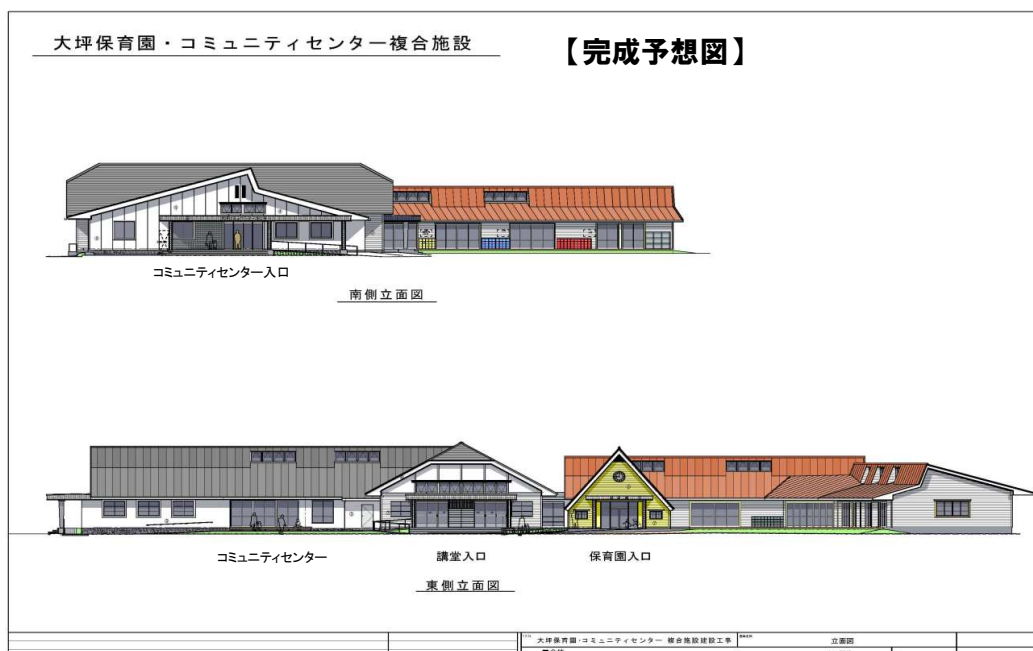 大坪保育園・コミュニティセンター複合施設
【完成予想図】
コミュニティセンター入口
南側立面図
コミュニティセンター
講堂入口
保育園入口
東側立面図
大坪保育園・コミュニティセンター 複合施設建設工事
立面図